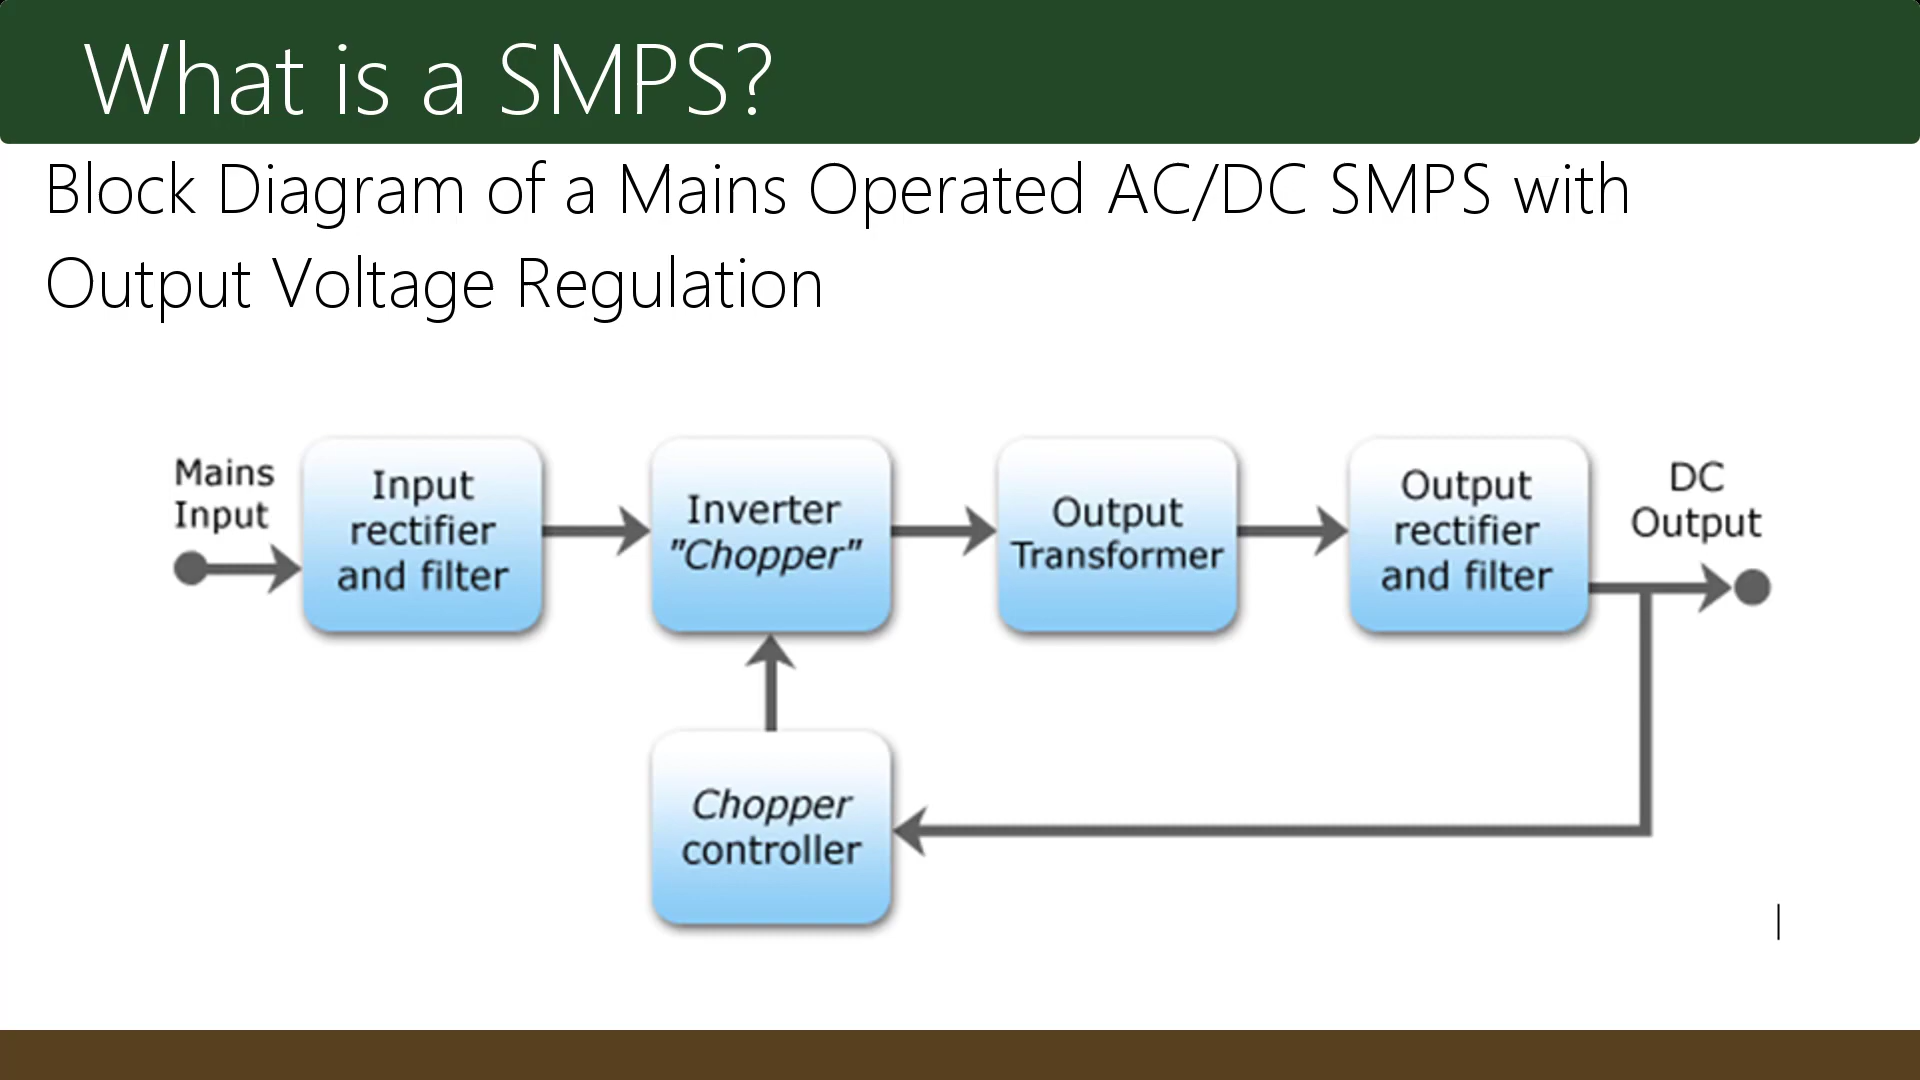 What is a SMPS?
Block Diagram of a Mains Operated AC/DC SMPS with
Output Voltage Regulation
Mains
Input
Input
rectifier
and filter
Inverter
"Chopper"
Output
Transformer
Output
rectifier
and filter
DC
Output
Chopper
controller